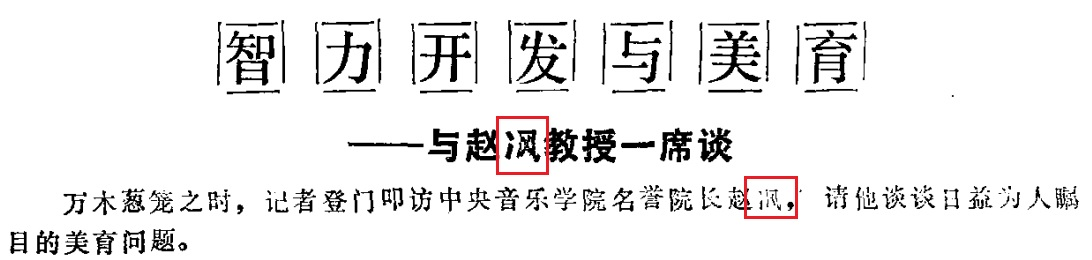 智力开发与美育
——与赵沨教授一席谈
万木葱笼之时，记者登门叩访中央音乐学院名誉院长赵沨，请他谈谈日益为人瞩
目的美育问题。